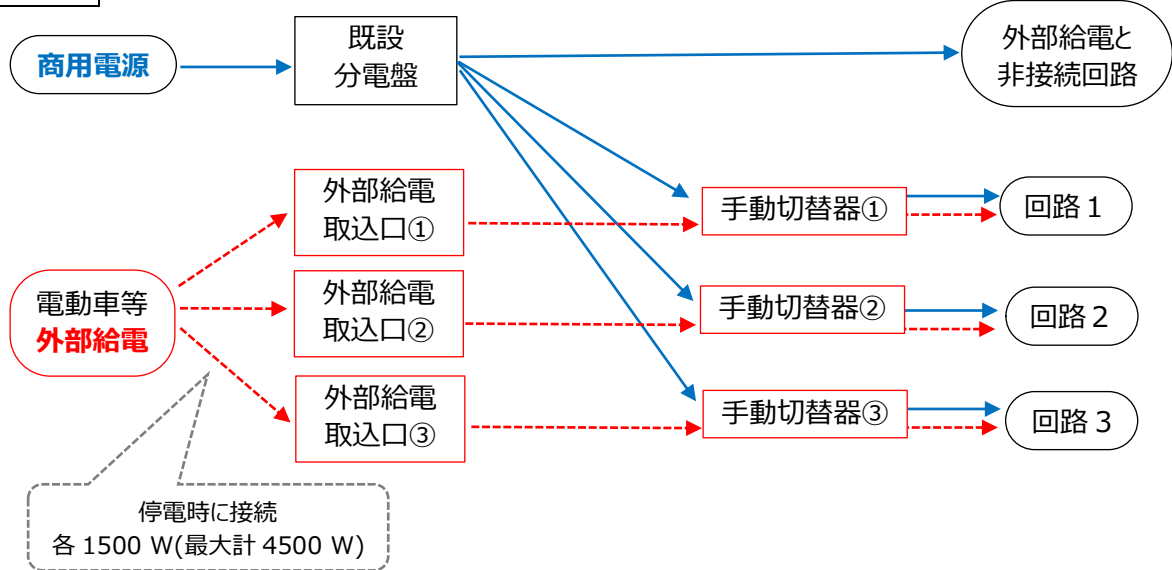 商用電源
既設
分電盤
外部給電と
非接続回路
外部給電
取込口①
手動切替器①
回路1
電動車等
外部給電
外部給電
取込口②
手動切替器②
回路2
外部給電
取込口③
手動切替器③
回路3
停電時に接続
各 1500 W(最大計 4500 W)